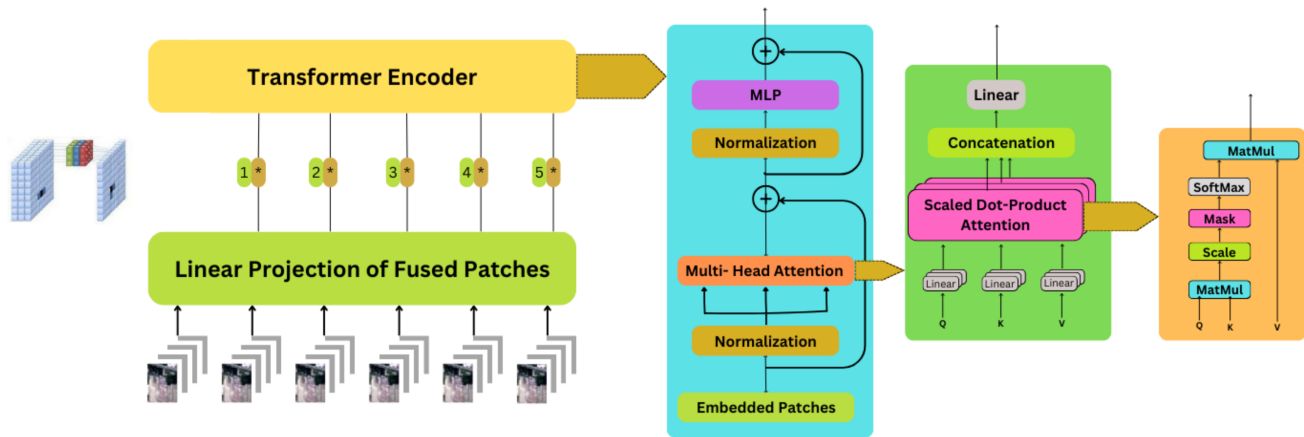 Transformer Encoder
1 *
2 *
3 *
4 *
5 *
Linear Projection of Fused Patches
+
MLP
Normalization
+
Multi- Head Attention
Normalization
Embedded Patches
Linear
Concatenation
Scaled Dot-Product
Attention
Linear
Linear
Linear
Q
K
V
MatMul
SoftMax
Mask
Scale
MatMul
Q
K
V